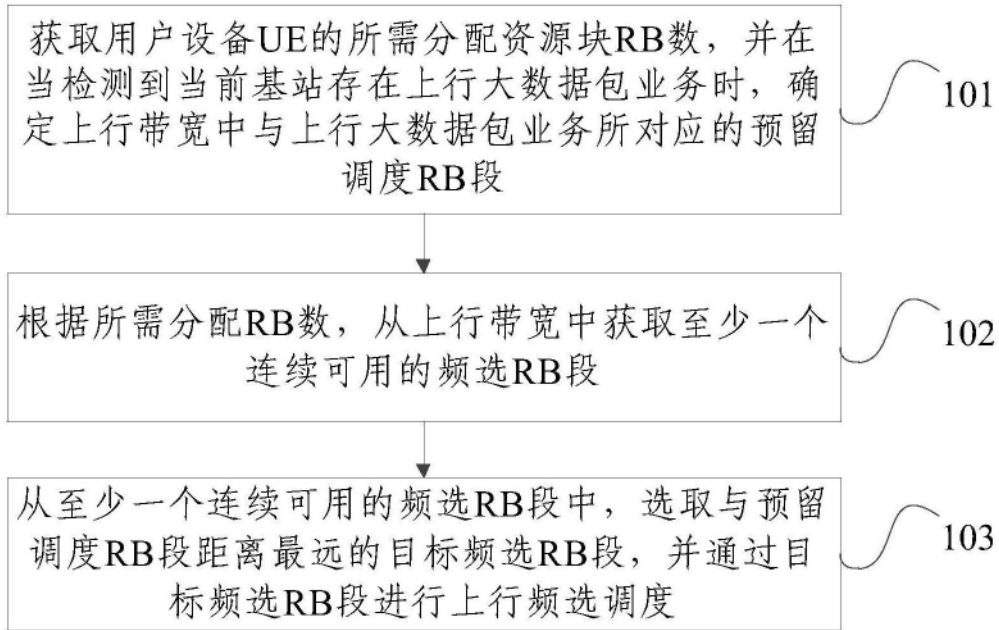 获取用户设备UE的所需分配资源块RB数，并在
当检测到当前基站存在上行大数据包业务时，确
定上行带宽中与上行大数据包业务所对应的预留
调度RB段
101
根据所需分配RB数，从上行带宽中获取至少一个
连续可用的频选RB段
102
从至少一个连续可用的频选RB段中，选取与预留
调度RB段距离最远的目标频选RB段，并通过目
标频选RB段进行上行频选调度
103